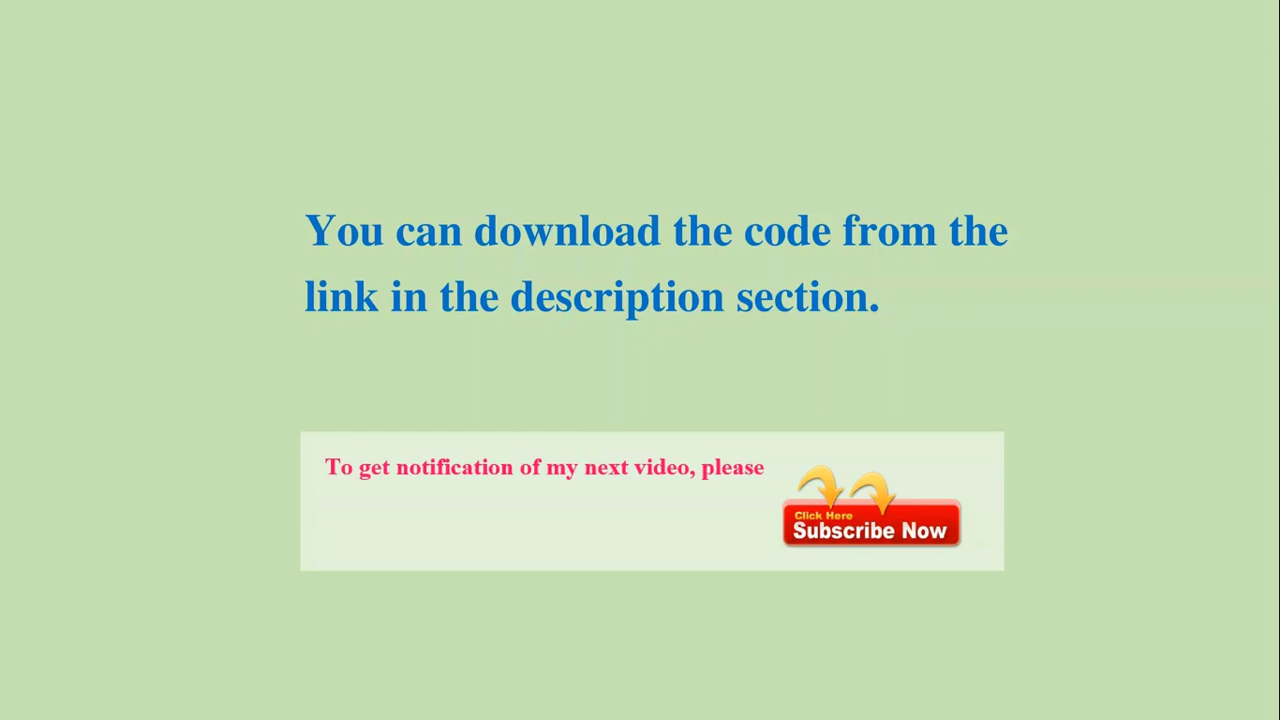 You can download the code from the
link in the description section.
To get notification of my next video, please
Click Here
Subscribe Now